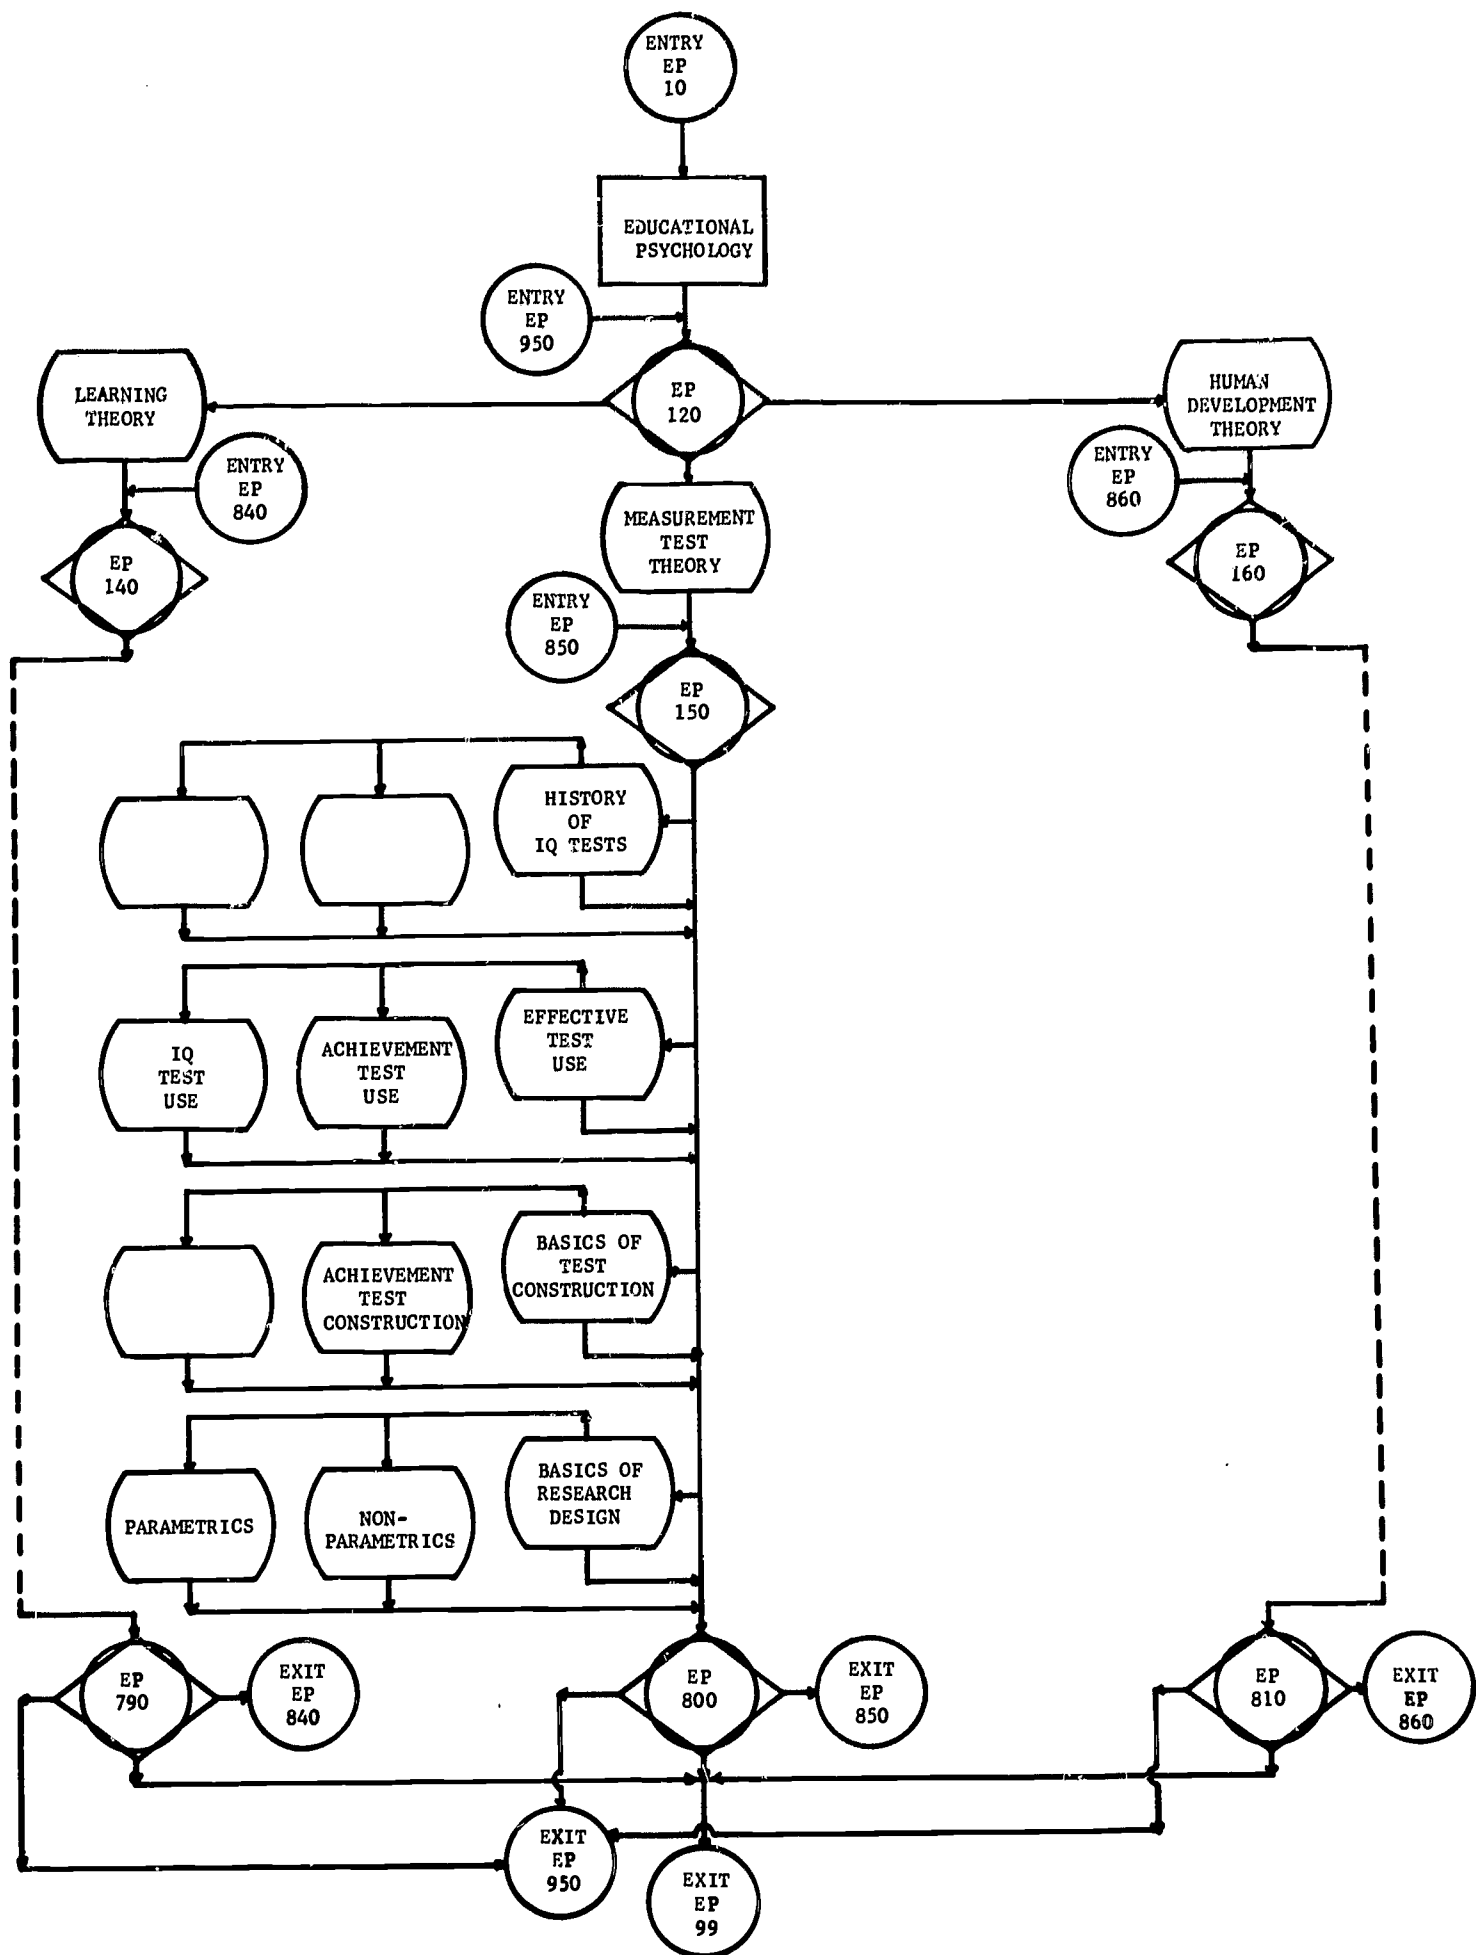 ENTRY
EP
10
EDUCATIONAL
PSYCHOLOGY
ENTRY
EP
950
EP
120
LEARNING
THEORY
HUMAN
DEVELOPMENT
THEORY
ENTRY
EP
840
ENTRY
EP
860
MEASUREMENT
TEST
THEORY
EP
140
EP
160
ENTRY
EP
850
EP
150
HISTORY
OF
IQ TESTS
IQ
TEST
USE
ACHIEVEMENT
TEST
USE
EFFECTIVE
TEST
USE
ACHIEVEMENT
TEST
CONSTRUCTION
BASICS OF
TEST
CONSTRUCTION
PARAMETRICS
NON-
PARAMETRICS
BASICS OF
RESEARCH
DESIGN
EP
790
EXIT
EP
840
EP
800
EXIT
EP
850
EP
810
EXIT
EP
860
EXIT
EP
950
EXIT
EP
99